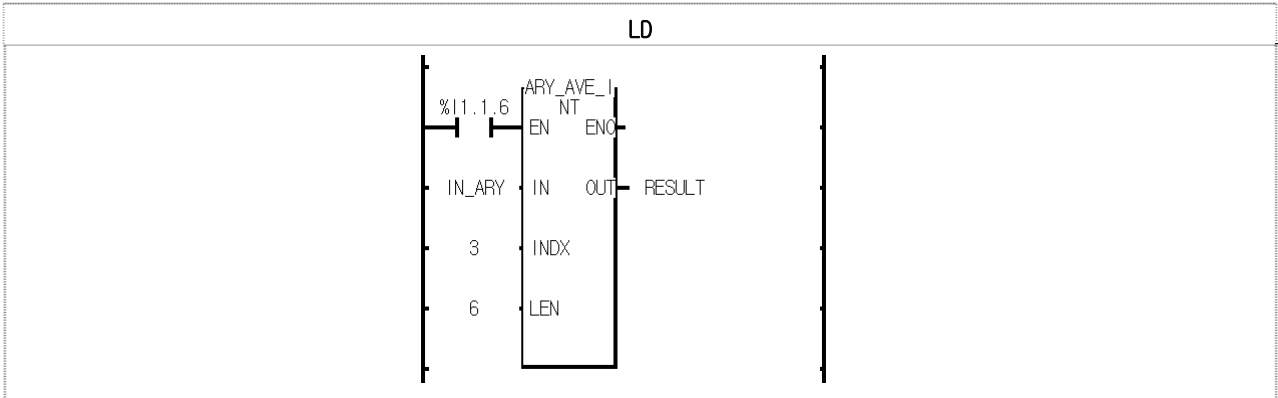 LD
ARY_AVE_I
NT
%I1.1.6
EN ENO
IN_ARY IN OUT RESULT
3 INDX
6 LEN